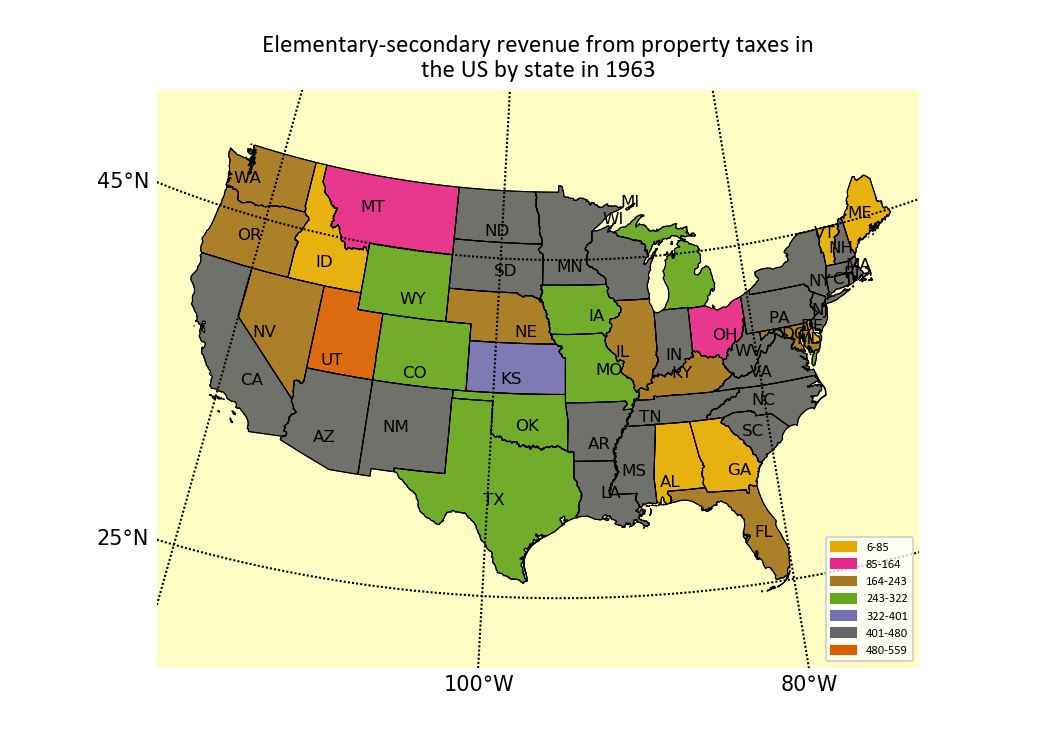 Elementary-secondary revenue from property taxes in
the US by state in 1963
45°N
25°N
100°W
80°W
WA
OR
ID
MT
ND
SD
MN
WI
MI
ME
VT
NH
MA
NY
CT
WY
NE
IA
IL
IN
OH
PA
NJ
DE
DC
MD
WV
VA
KY
NV
UT
CO
KS
MO
CA
AZ
NM
OK
AR
TN
NC
SC
TX
LA
MS
AL
GA
FL
6-85
85-164
164-243
243-322
322-401
401-480
480-559